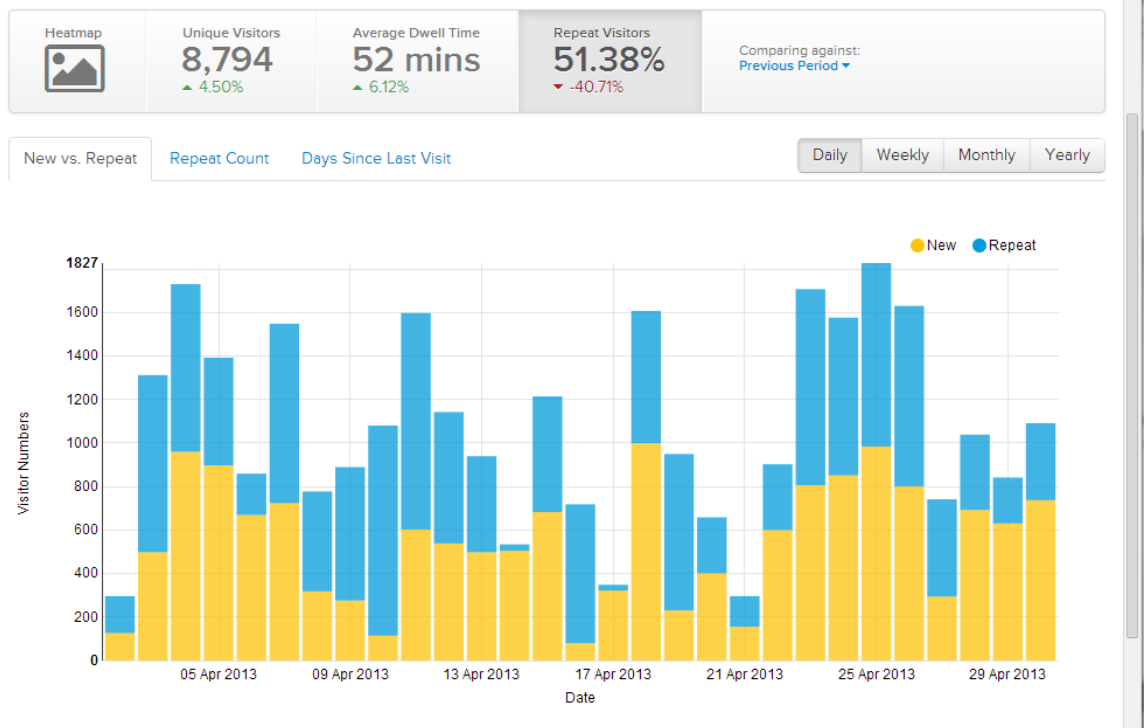 Heatmap
Unique Visitors
8,794
4.50%
Average Dwell Time
52 mins
6.12%
Repeat Visitors
51.38%
-40.71%
Comparing against:
Previous Period
New vs. Repeat
Repeat Count
Days Since Last Visit
Daily
Weekly
Monthly
Yearly
New
Repeat
1827
1600
1400
1200
1000
800
600
400
200
0
Visitor Numbers
05 Apr 2013
09 Apr 2013
13 Apr 2013
17 Apr 2013
21 Apr 2013
25 Apr 2013
29 Apr 2013
Date